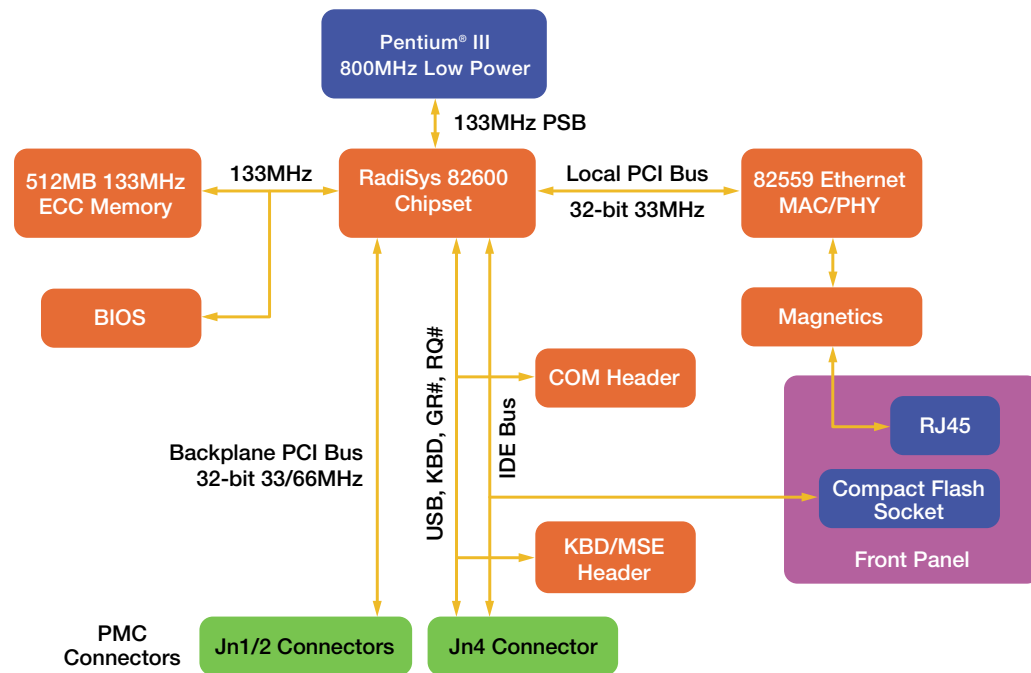 Pentium® III
800MHz Low Power
133MHz PSB
512MB 133MHz
ECC Memory
133MHz
RadiSys 82600
Chipset
Local PCI Bus
32-bit 33MHz
82559 Ethernet
MAC/PHY
BIOS
Magnetics
COM Header
RJ45
Backplane PCI Bus
32-bit 33/66MHz
USB, KBD, GR#, RQ#
IDE Bus
Compact Flash
Socket
KBD/MSE
Header
Front Panel
PMC
Connectors
Jn1/2 Connectors
Jn4 Connector